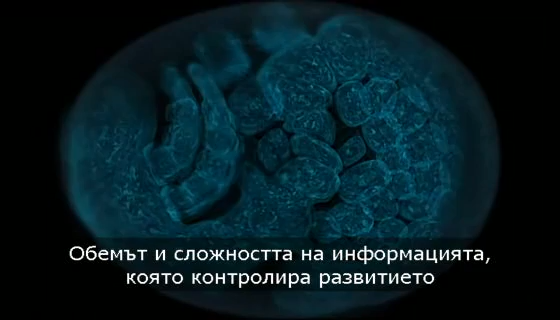 Обемът и сложността на информацията,
която контролира развитието